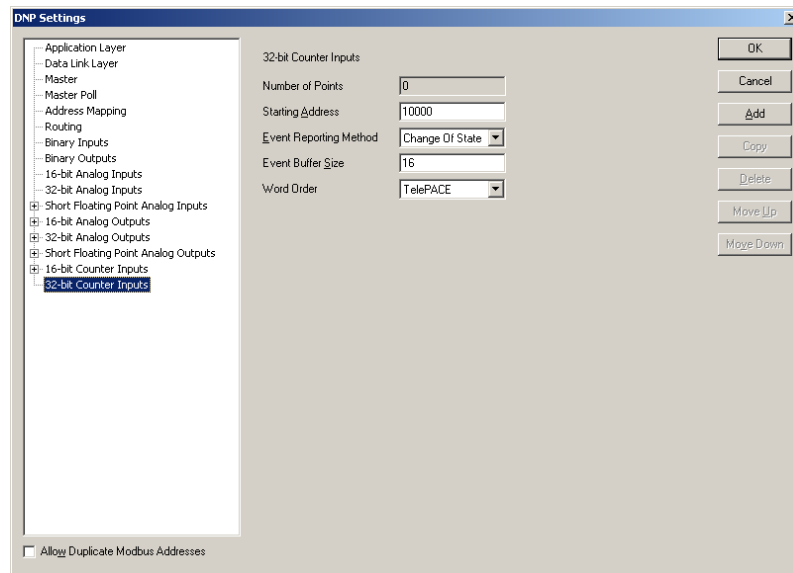 DNP Settings
Application Layer
Data Link Layer
Master
Master Poll
Address Mapping
Routing
Binary Inputs
Binary Outputs
16-bit Analog Inputs
32-bit Analog Inputs
Short Floating Point Analog Inputs
16-bit Analog Outputs
32-bit Analog Outputs
Short Floating Point Analog Outputs
16-bit Counter Inputs
32-bit Counter Inputs
Allow Duplicate Modbus Addresses
32-bit Counter Inputs
Number of Points 0
Starting Address 10000
Event Reporting Method Change Of State
Event Buffer Size 16
Word Order TelePACE
OK
Cancel
Add
Copy
Delete
Move Up
Move Down